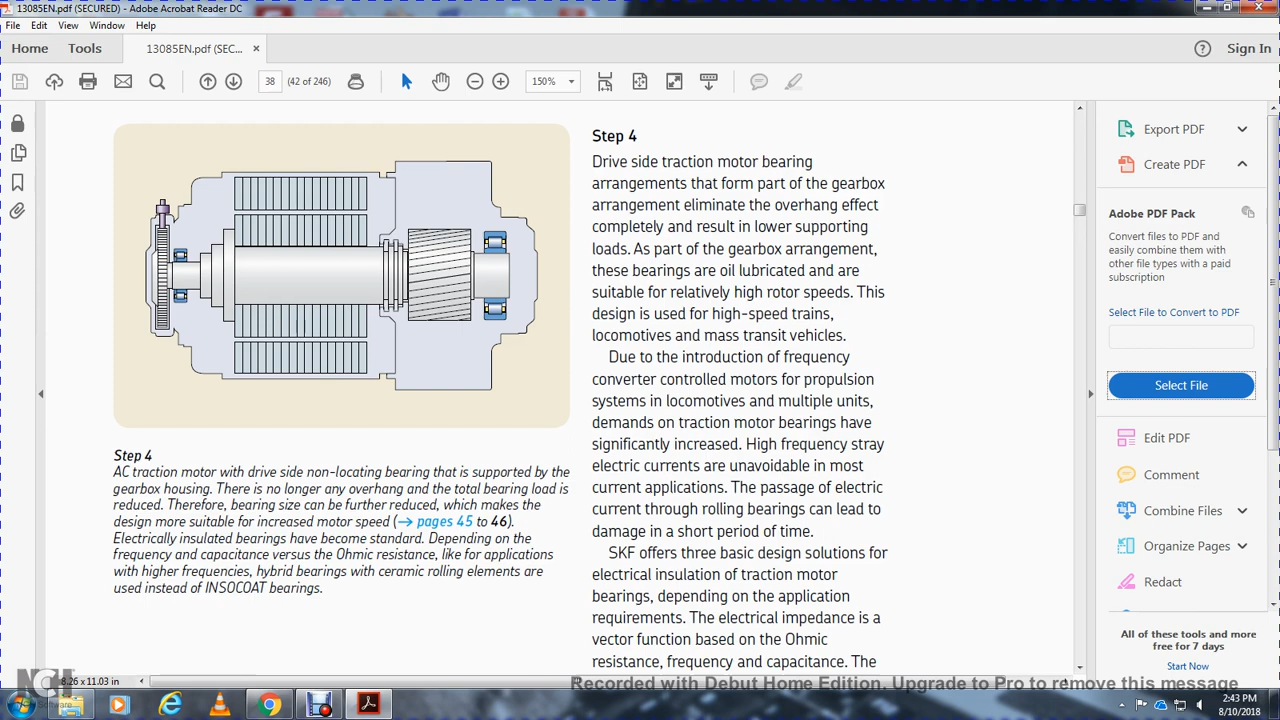 13085EN.pdf (SECURED) - Adobe Acrobat Reader DC
File Edit View Window Help
Home Tools 13085EN.pdf (SEC... × Sign In
38 (42 of 246) 150%
Step 4
Drive side traction motor bearing
arrangements that form part of the gearbox
arrangement eliminate the overhang effect
completely and result in lower supporting
loads. As part of the gearbox arrangement,
these bearings are oil lubricated and are
suitable for relatively high rotor speeds. This
design is used for high-speed trains,
locomotives and mass transit vehicles.
Due to the introduction of frequency
converter controlled motors for propulsion
systems in locomotives and multiple units,
demands on traction motor bearings have
significantly increased. High frequency stray
electric currents are unavoidable in most
current applications. The passage of electric
current through rolling bearings can lead to
damage in a short period of time.
SKF offers three basic design solutions for
electrical insulation of traction motor
bearings, depending on the application
requirements. The electrical impedance is a
vector function based on the Ohmic
resistance, frequency and capacitance. The
Step 4
AC traction motor with drive side non-locating bearing that is supported by the
gearbox housing. There is no longer any overhang and the total bearing load is
reduced. Therefore, bearing size can be further reduced, which makes the
design more suitable for increased motor speed (→ pages 45 to 46).
Electrically insulated bearings have become standard. Depending on the
frequency and capacitance versus the Ohmic resistance, like for applications
with higher frequencies, hybrid bearings with ceramic rolling elements are
used instead of INSOCOAT bearings.
Export PDF
Create PDF
Adobe PDF Pack
Convert files to PDF and
easily combine them with
other file types with a paid
subscription
Select File to Convert to PDF
Select File
Edit PDF
Comment
Combine Files
Organize Pages
Redact
All of these tools and more
free for 7 days
Start Now
8.26 x 11.03 in
NCH Software
Recorded with Debut Home Edition. Upgrade to Pro to remove this message
2:43 PM
8/10/2018